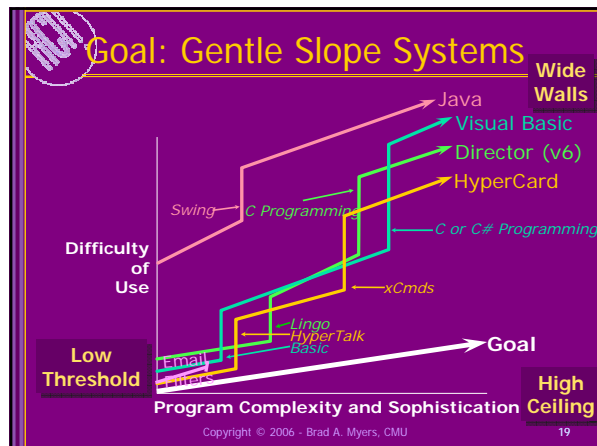 Goal: Gentle Slope Systems
Wide
Walls
Java
Visual Basic
Director (v6)
HyperCard
Swing
C Programming
C or C# Programming
Difficulty
of
Use
xCmds
Lingo
HyperTalk
Basic
Email
Filters
Low
Threshold
Goal
High
Ceiling
Program Complexity and Sophistication
Copyright © 2006 - Brad A. Myers, CMU
19